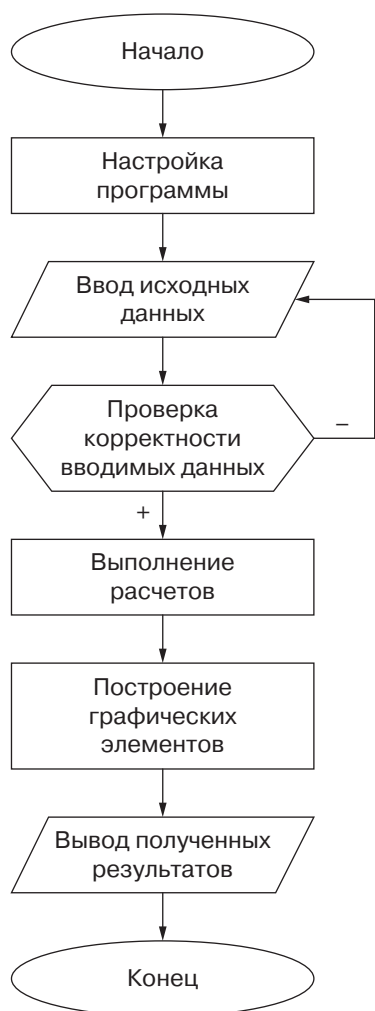 Начало
Настройка
программы
Ввод исходных
данных
Проверка
корректности
вводимых данных
–
+
Выполнение
расчетов
Построение
графических
элементов
Вывод полученных
результатов
Конец